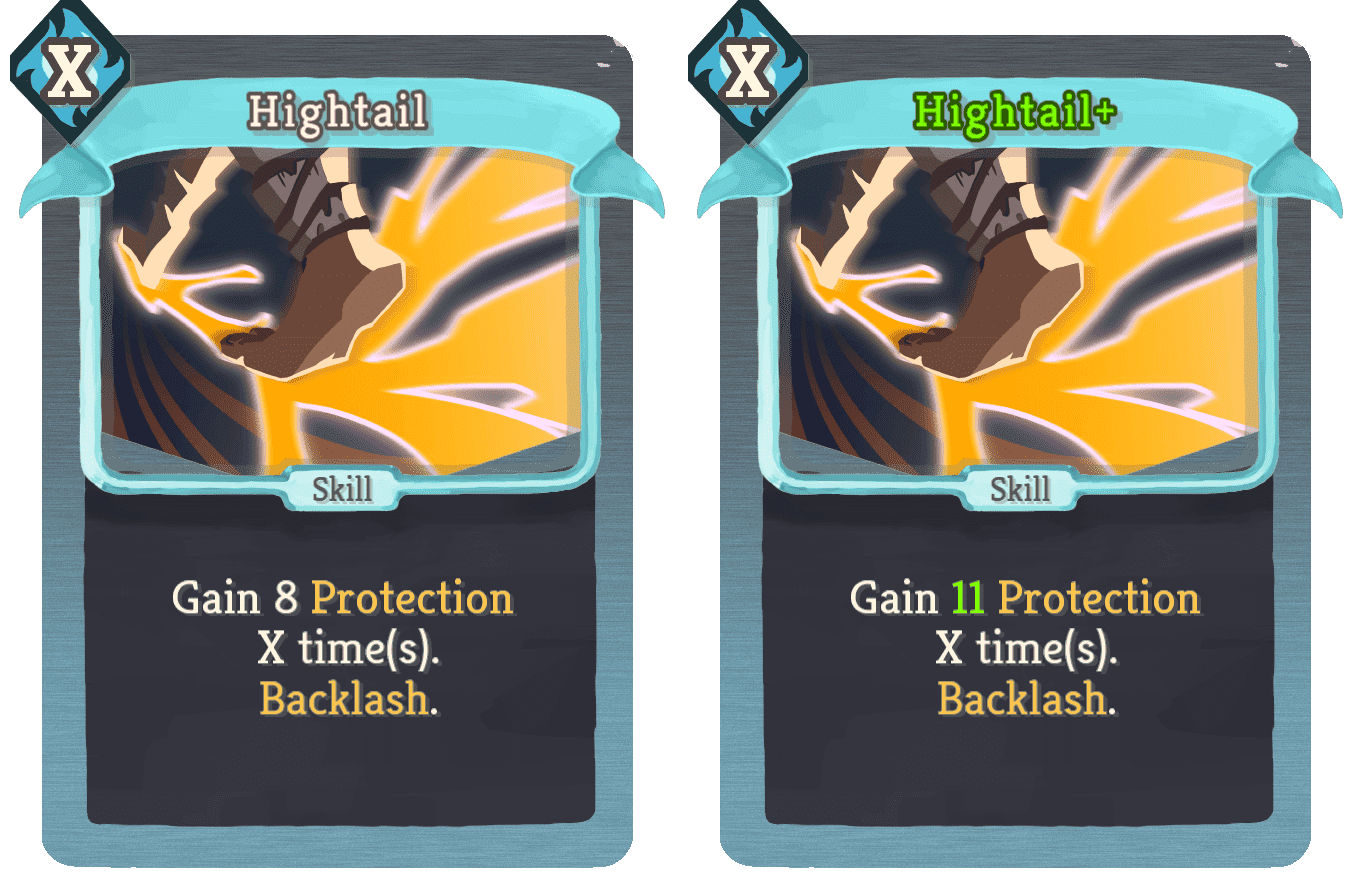 X
Hightail
Skill
Gain 8 Protection
X time(s).
Backlash.
X
Hightail+
Skill
Gain 11 Protection
X time(s).
Backlash.